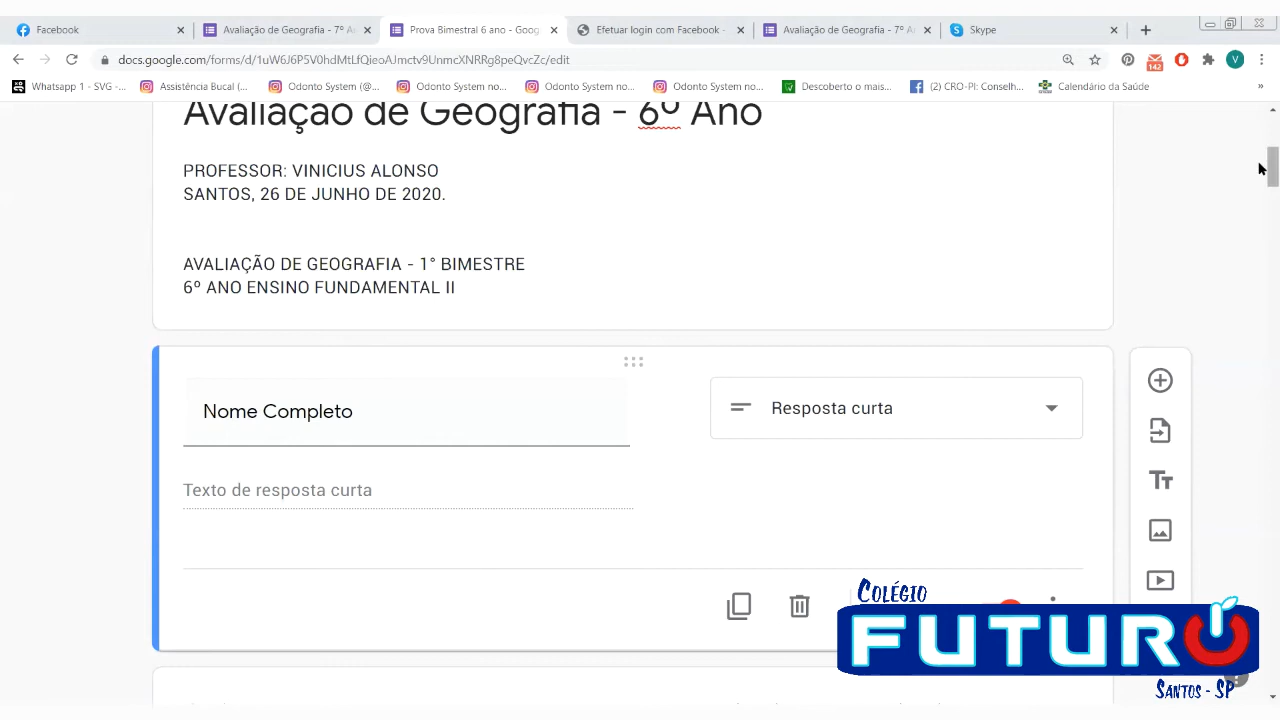 Facebook
Avaliação de Geografia - 7º A
Prova Bimestral 6 ano - Goog
Efetuar login com Facebook -
Avaliação de Geografia - 7º A
Skype
docs.google.com/forms/d/1uW6J6P5V0hdMtLfQieoAJmctv9UnmeXNRRg8peQvcZc/edit
142
V
Whatsapp 1 - SVG -...
Assistência Bucal (...
Odonto System (@...
Odonto System no...
Odonto System no...
Odonto System no...
Descoberto o mais...
(2) CRO-PI: Conselh...
Calendário da Saúde
»
Avaliação de Geografia - 6º Ano
PROFESSOR: VINICIUS ALONSO
SANTOS, 26 DE JUNHO DE 2020.
AVALIAÇÃO DE GEOGRAFIA - 1° BIMESTRE
6º ANO ENSINO FUNDAMENTAL II
Nome Completo
Resposta curta
Texto de resposta curta
COLÉGIO
FUTURO
SANTOS - SP